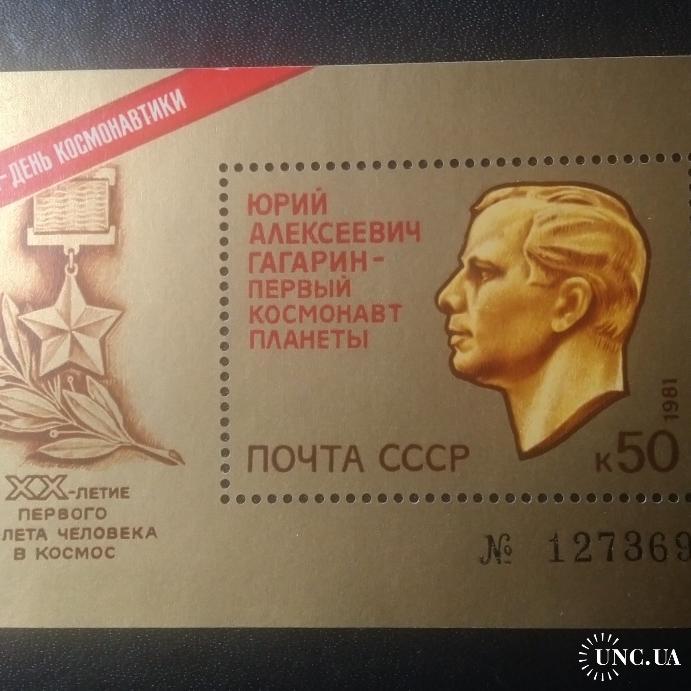 - ДЕНЬ КОСМОНАВТИКИ
ЮРИЙ
АЛЕКСЕЕВИЧ
ГАГАРИН-
ПЕРВЫЙ
КОСМОНАВТ
ПЛАНЕТЫ
1981
ПОЧТА СССР
к50
XX-ЛЕТИЕ
ПЕРВОГО
ЛЕТА ЧЕЛОВЕКА
В КОСМОС
№ 127369
UNC.UA